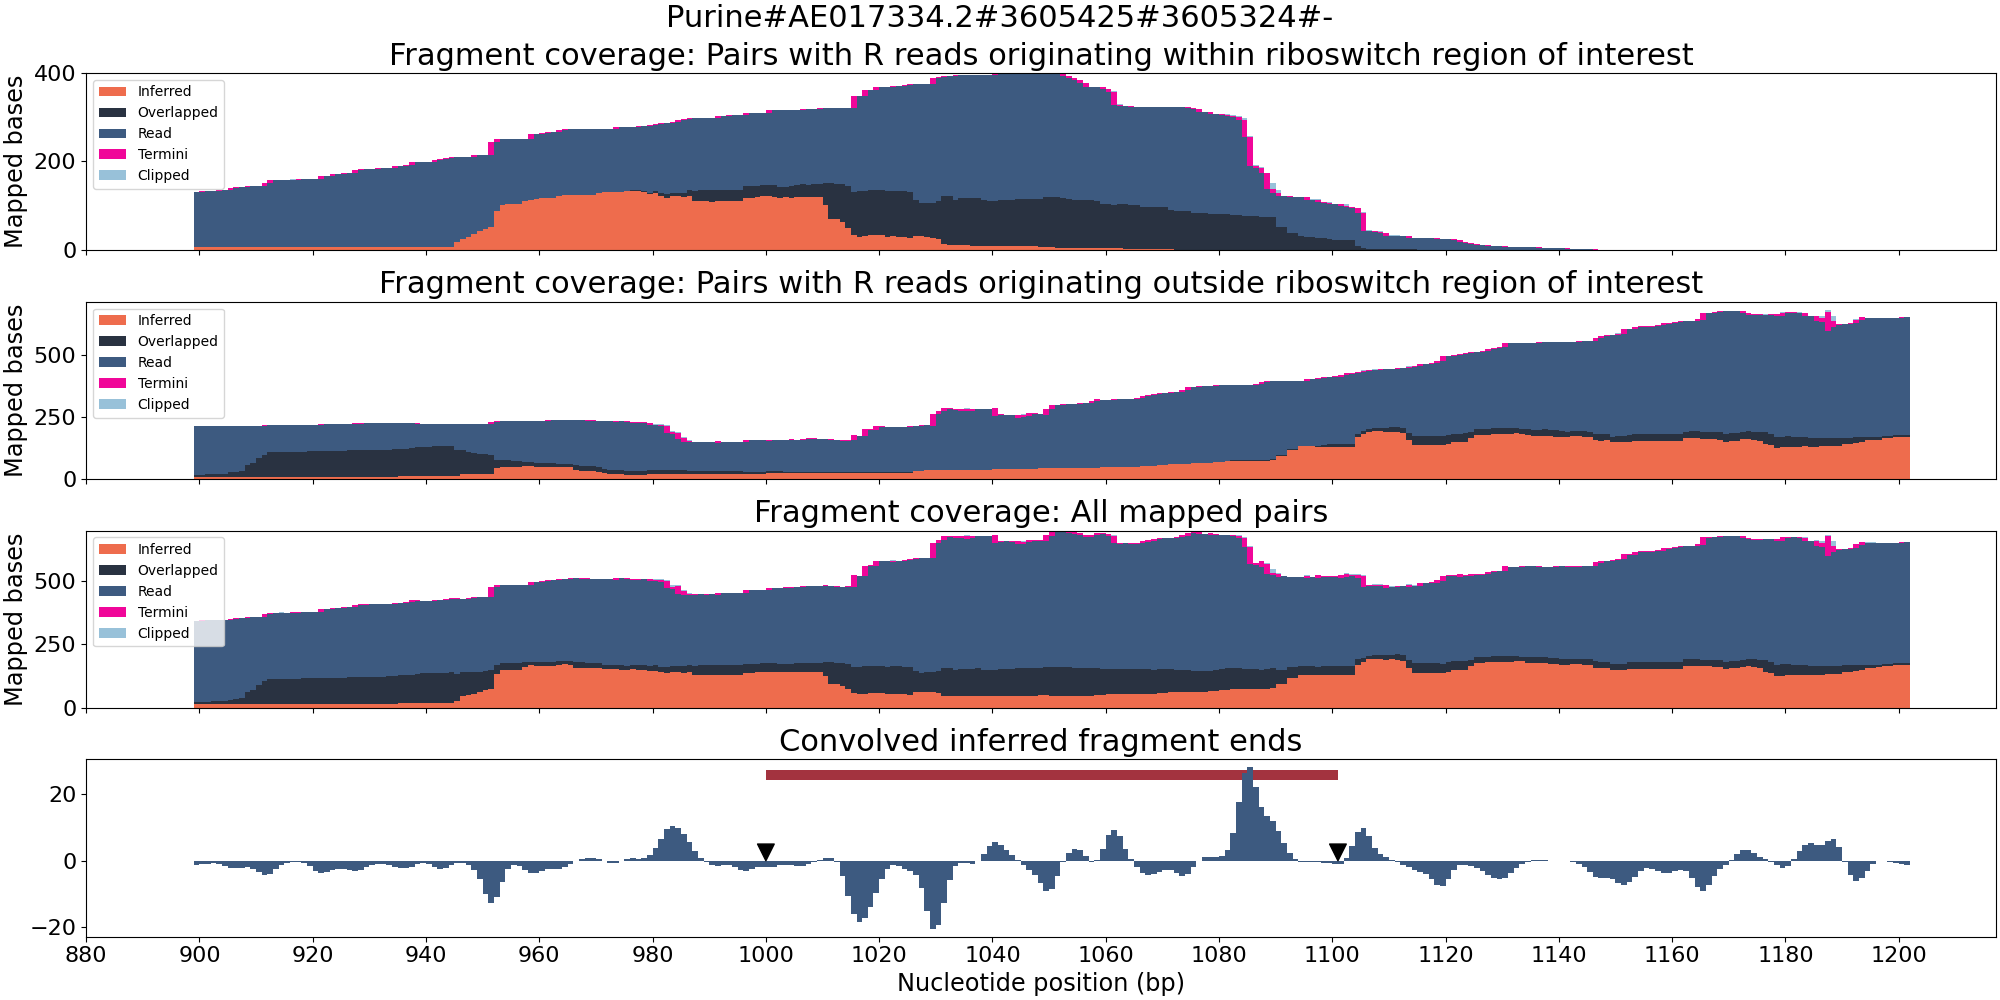 Purine#AE017334.2#3605425#3605324#-
Fragment coverage: Pairs with R reads originating within riboswitch region of interest
400
200
0
Mapped bases
Inferred
Overlapped
Read
Termini
Clipped
Fragment coverage: Pairs with R reads originating outside riboswitch region of interest
500
250
0
Mapped bases
Inferred
Overlapped
Read
Termini
Clipped
Fragment coverage: All mapped pairs
500
250
0
Mapped bases
Inferred
Overlapped
Read
Termini
Clipped
Convolved inferred fragment ends
20
0
−20
880 900 920 940 960 980 1000 1020 1040 1060 1080 1100 1120 1140 1160 1180 1200
Nucleotide position (bp)